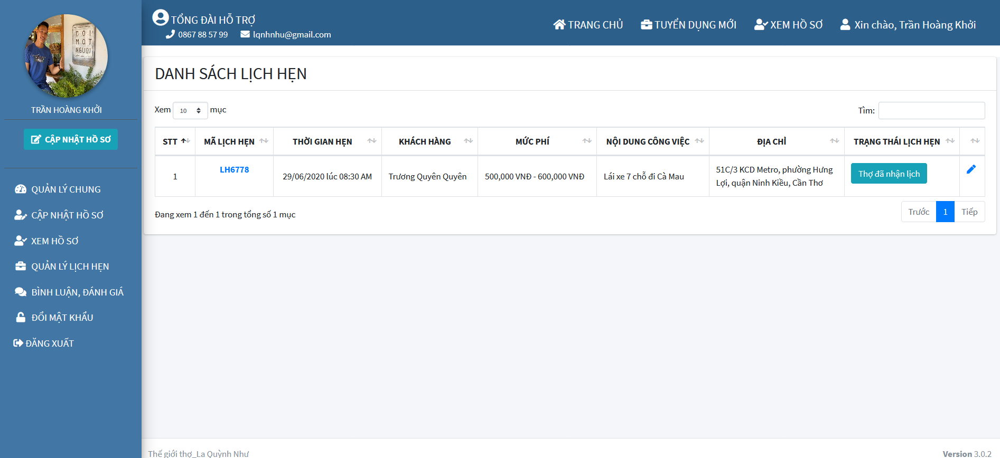 ĐỢI
MỘT
NGƯỜI
TRẦN HOÀNG KHỞI
CẬP NHẬT HỒ SƠ
QUẢN LÝ CHUNG
CẬP NHẬT HỒ SƠ
XEM HỒ SƠ
QUẢN LÝ LỊCH HẸN
BÌNH LUẬN, ĐÁNH GIÁ
ĐỔI MẬT KHẨU
ĐĂNG XUẤT
TỔNG ĐÀI HỖ TRỢ
0867 88 57 99 lqnhnhu@gmail.com
TRANG CHỦ TUYỂN DỤNG MỚI XEM HỒ SƠ Xin chào, Trần Hoàng Khởi
DANH SÁCH LỊCH HẸN
Xem 10 mục Tìm:
STT MÃ LỊCH HẸN THỜI GIAN HẸN KHÁCH HÀNG MỨC PHÍ NỘI DUNG CÔNG VIỆC ĐỊA CHỈ TRẠNG THÁI LỊCH HẸN
1 LH6778 29/06/2020 lúc 08:30 AM Trương Quyên Quyên 500,000 VNĐ - 600,000 VNĐ Lái xe 7 chỗ đi Cà Mau 51C/3 KCD Metro, phường Hưng Thợ đã nhận lịch
Lợi, quận Ninh Kiều, Cần Thơ
Đang xem 1 đến 1 trong tổng số 1 mục Trước 1 Tiếp
Thế giới thợ_La Quỳnh Như Version 3.0.2